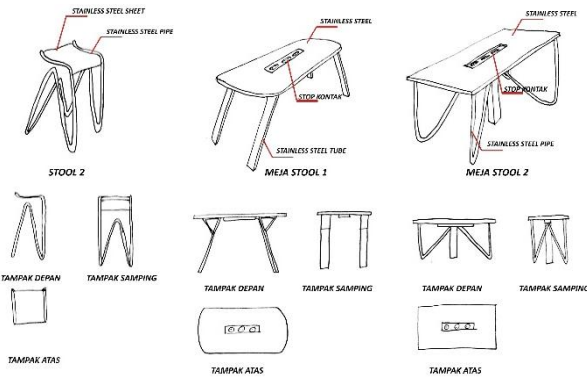 STAINLESS STEEL SHEET
STAINLESS STEEL PIPE
STOOL 2
STAINLESS STEEL
STOP KONTAK
STAINLESS STEEL TUBE
MEJA STOOL 1
STAINLESS STEEL
STOP KONTAK
STAINLESS STEEL PIPE
MEJA STOOL 2
TAMPAK DEPAN
TAMPAK SAMPING
TAMPAK ATAS
TAMPAK DEPAN
TAMPAK SAMPING
TAMPAK ATAS
TAMPAK DEPAN
TAMPAK SAMPING
TAMPAK ATAS